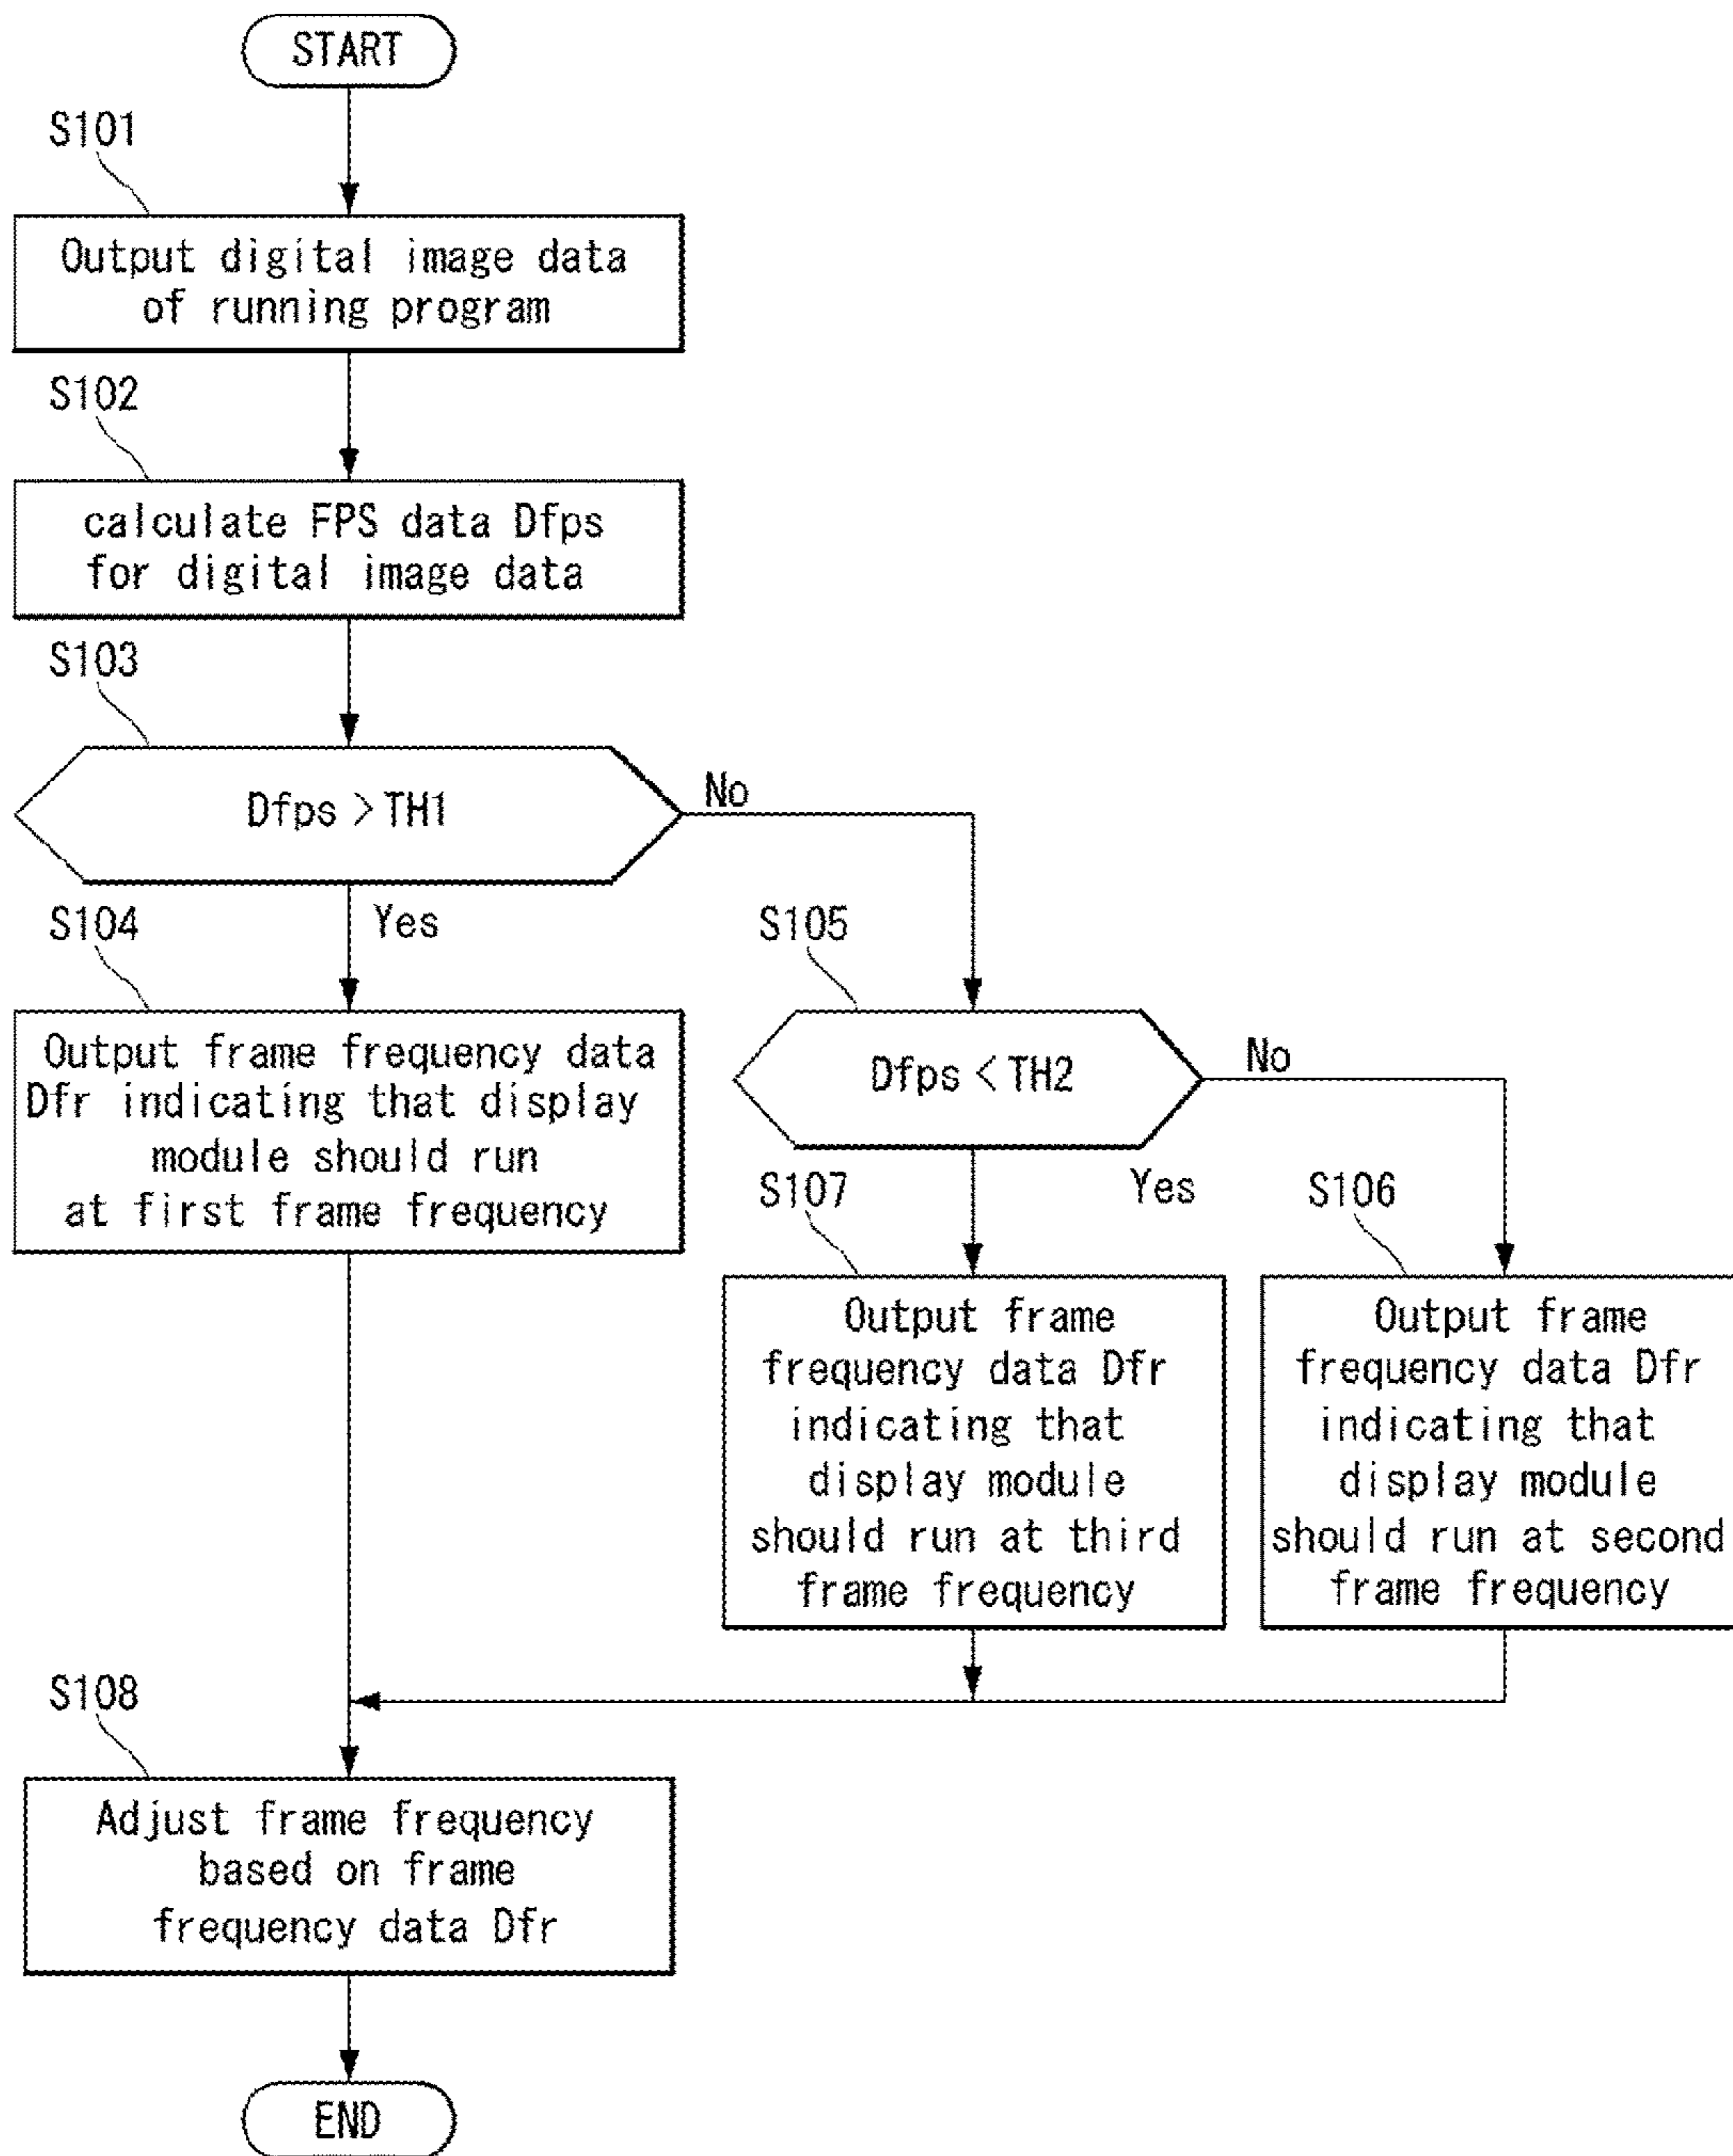 START
S101
Output digital image data
of running program
S102
calculate FPS data Dfps
for digital image data
S103
Dfps > TH1
No
Yes
S104
Output frame frequency data
Dfr indicating that display
module should run
at first frame frequency
S105
Dfps < TH2
No
Yes
S107
Output frame
frequency data Dfr
indicating that
display module
should run at third
frame frequency
S106
Output frame
frequency data Dfr
indicating that
display module
should run at second
frame frequency
S108
Adjust frame frequency
based on frame
frequency data Dfr
END